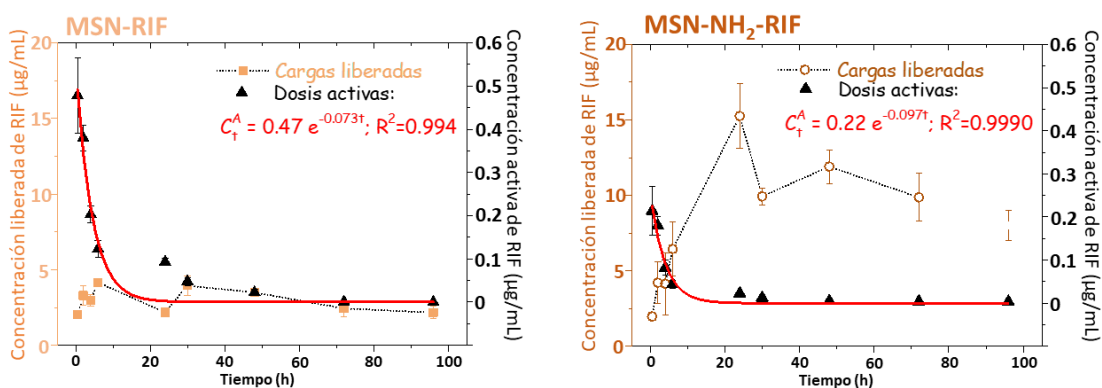 MSN-RIF
Concentración liberada de RIF (µg/mL)
20
15
10
5
0
Cargas liberadas
Dosis activas:
C_t^A = 0.47 e^-0.073t; R²=0.994
0.6
0.5
0.4
0.3
0.2
0.1
0
Concentración activa de RIF (µg/mL)
0 20 40 60 80 100
Tiempo (h)
MSN-NH₂-RIF
Concentración liberada de RIF (µg/mL)
20
15
10
5
0
Cargas liberadas
Dosis activas:
C_t^A = 0.22 e^-0.097t; R²=0.9990
0.6
0.5
0.4
0.3
0.2
0.1
0
Concentración activa de RIF (µg/mL)
0 20 40 60 80 100
Tiempo (h)